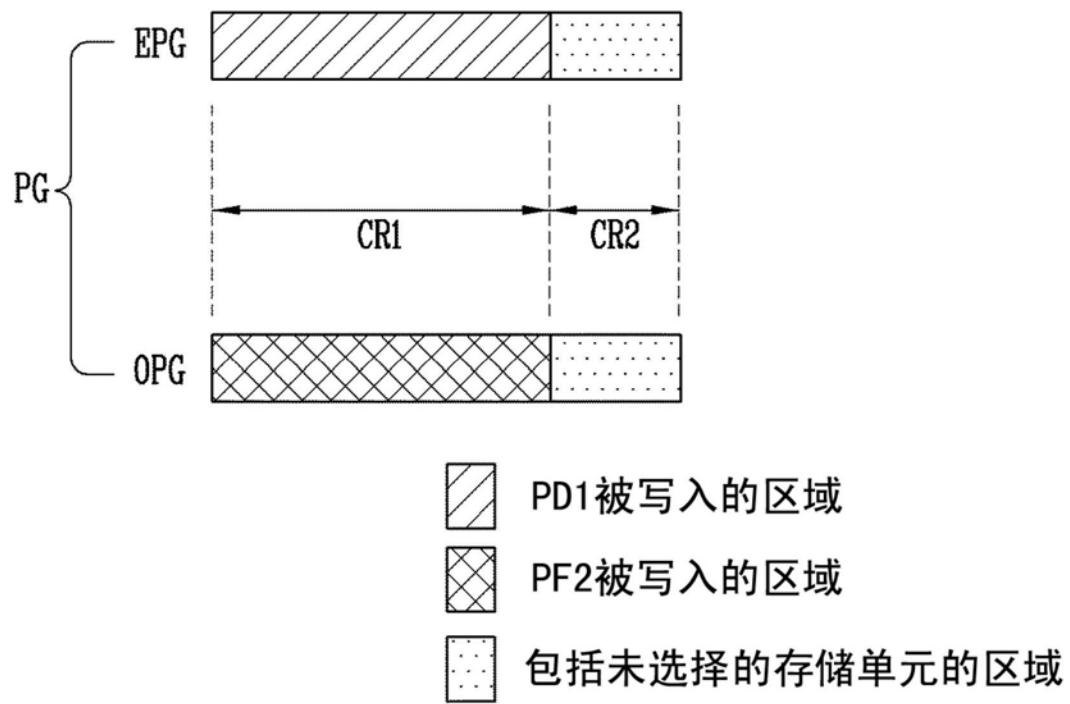 EPG
PG
CR1 CR2
OPG
PD1被写入的区域
PF2被写入的区域
包括未选择的存储单元的区域